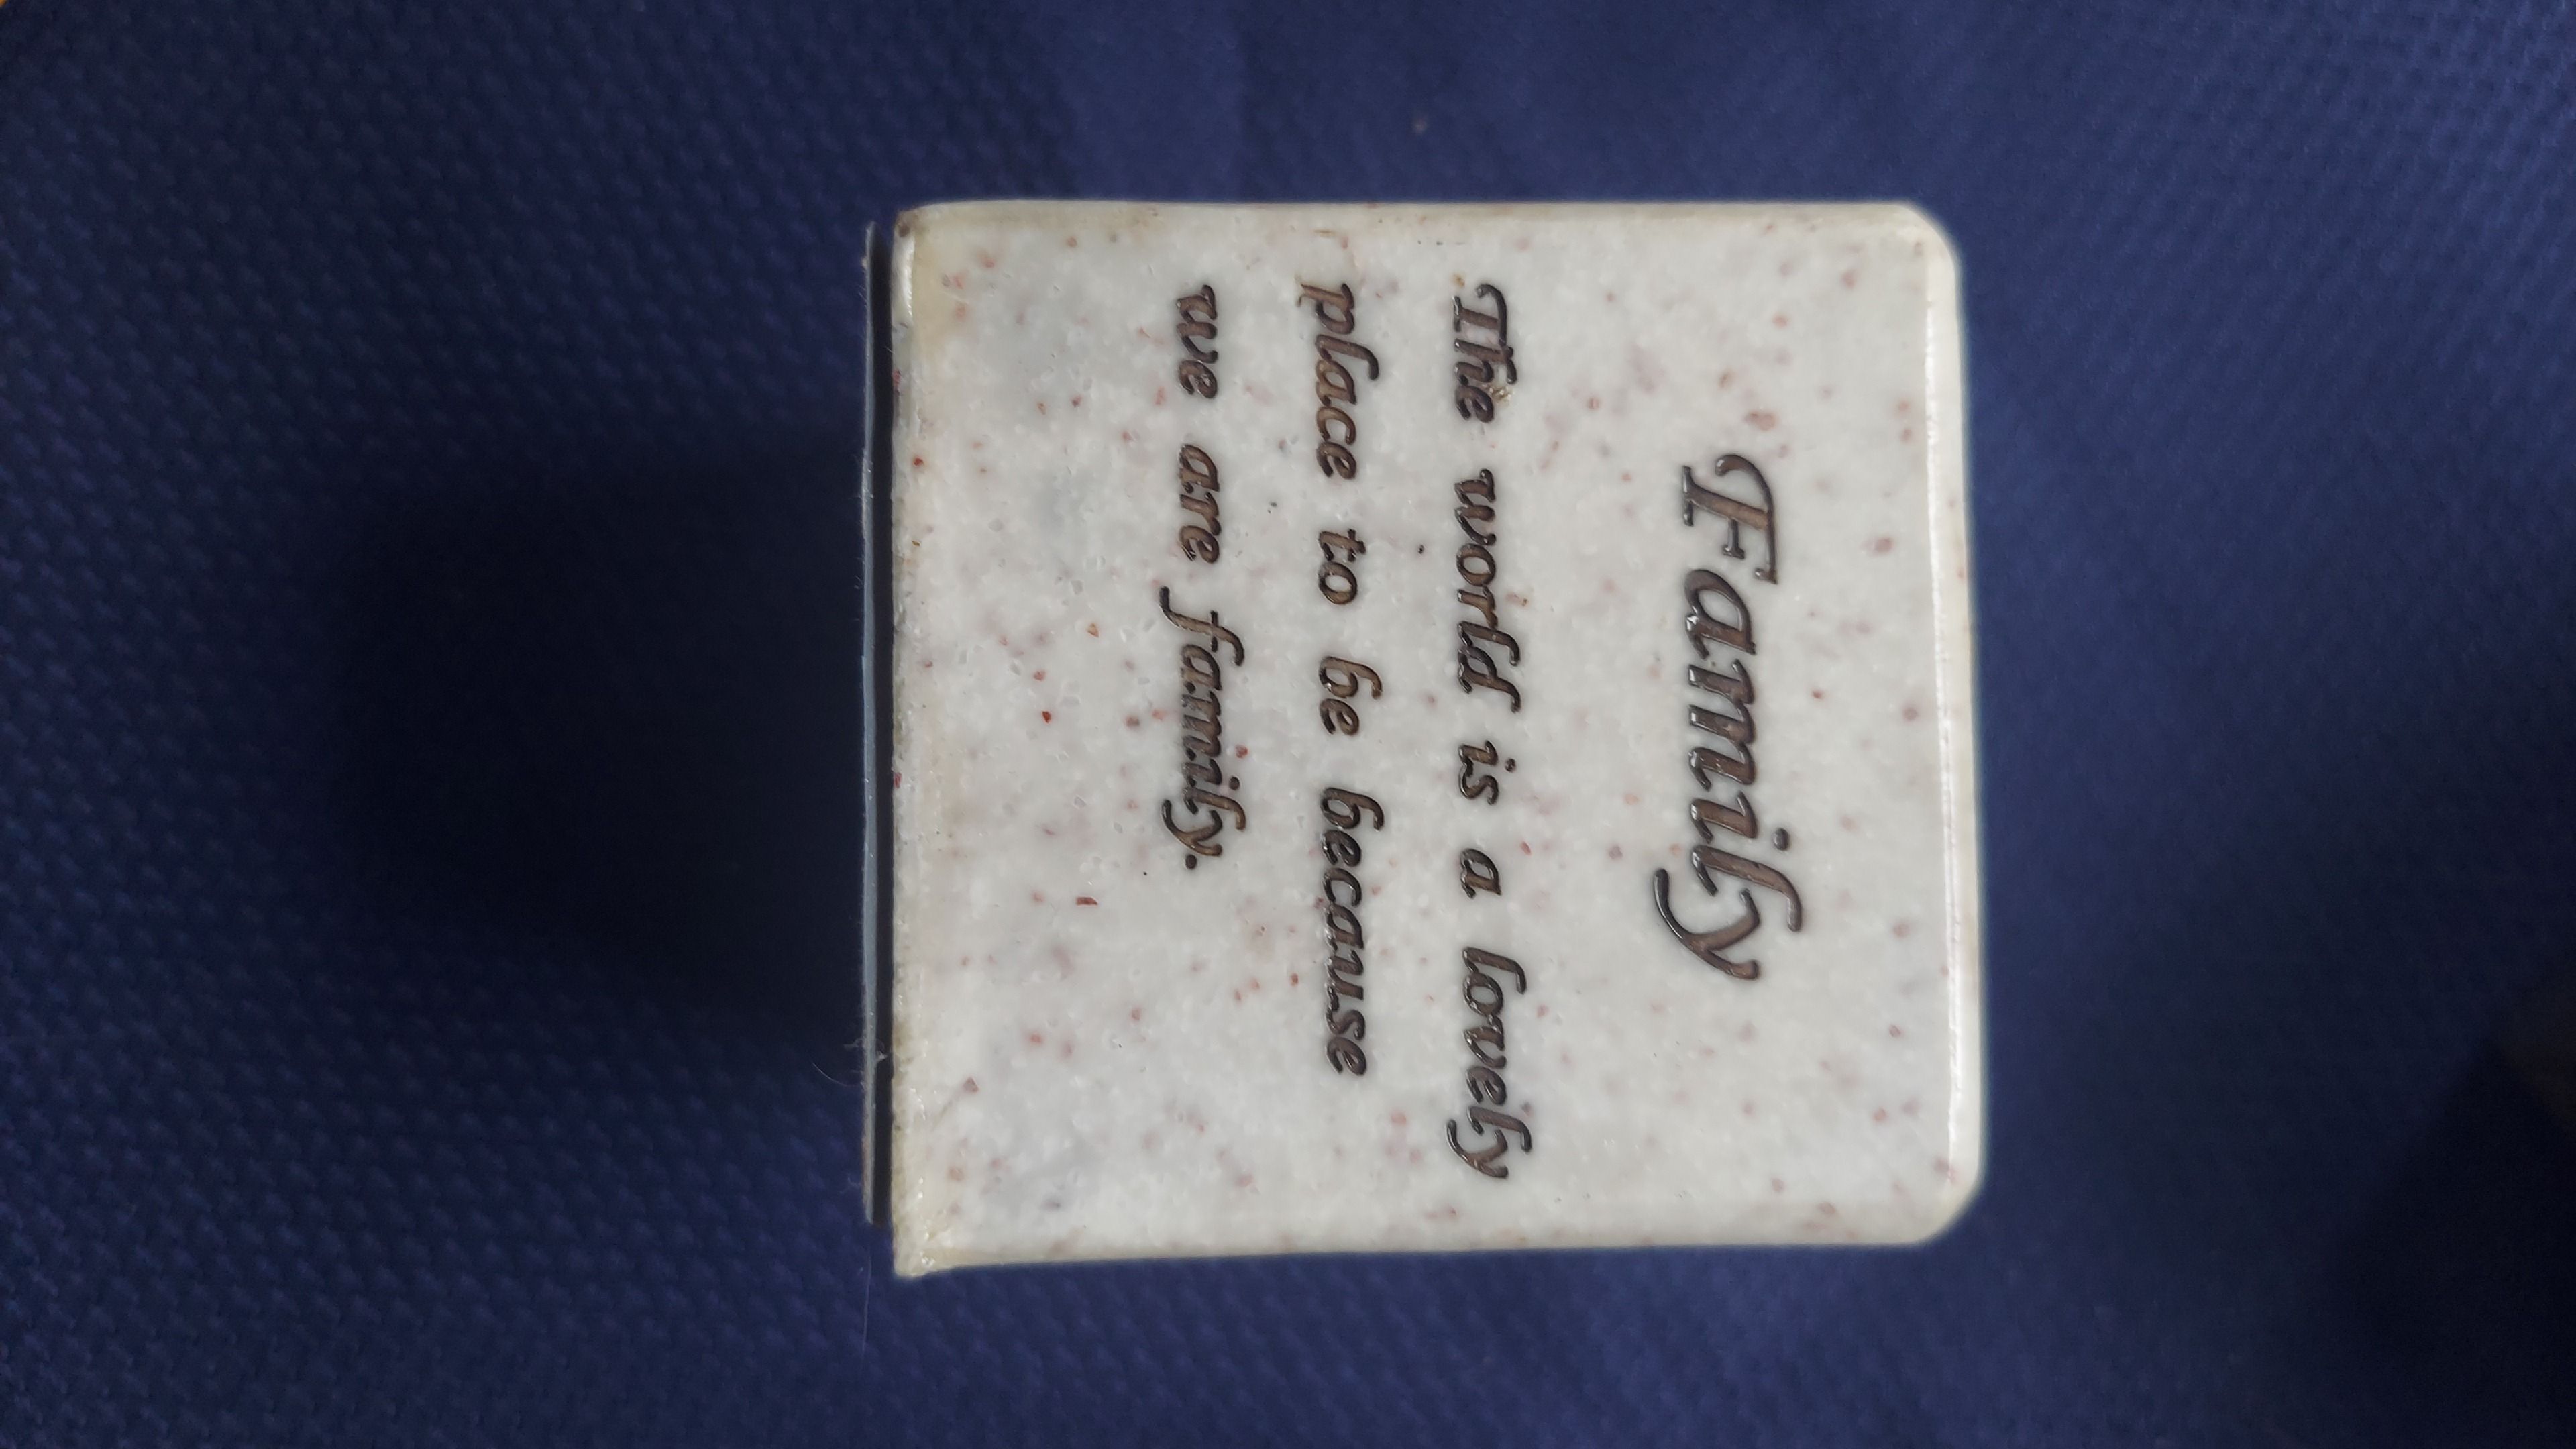 Family
The world is a lovely
place to be because
we are family.